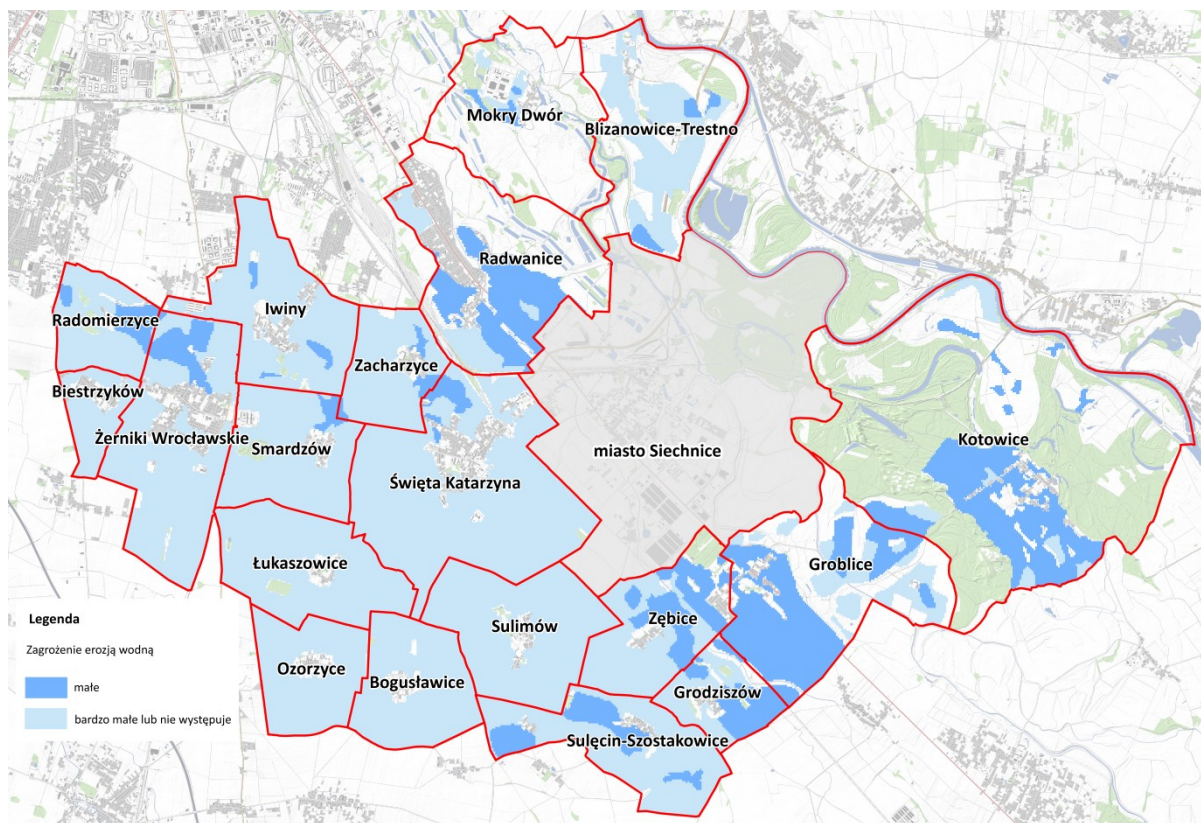 Mokry Dwór
Blizanowice-Trestno
Radwanice
Iwiny
Radomierzyce
Zacharzyce
Biestrzyków
Żerniki Wrocławskie
Smardzów
miasto Siechnice
Kotowice
Święta Katarzyna
Łukaszowice
Groblice
Sulimów
Zębice
Ozorzyce
Bogusławice
Grodziszów
Sulęcin-Szostakowice
Legenda
Zagrożenie erozją wodną
małe
bardzo małe lub nie występuje